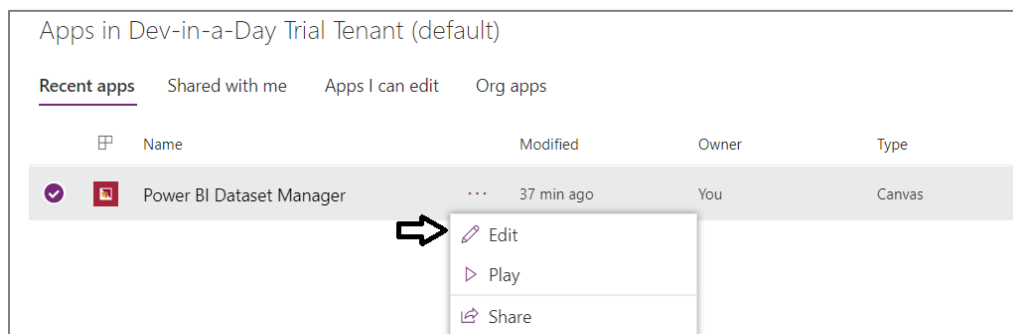 Apps in Dev-in-a-Day Trial Tenant (default)
Recent apps Shared with me Apps I can edit Org apps
Name Modified Owner Type
Power BI Dataset Manager ... 37 min ago You Canvas
Edit
Play
Share